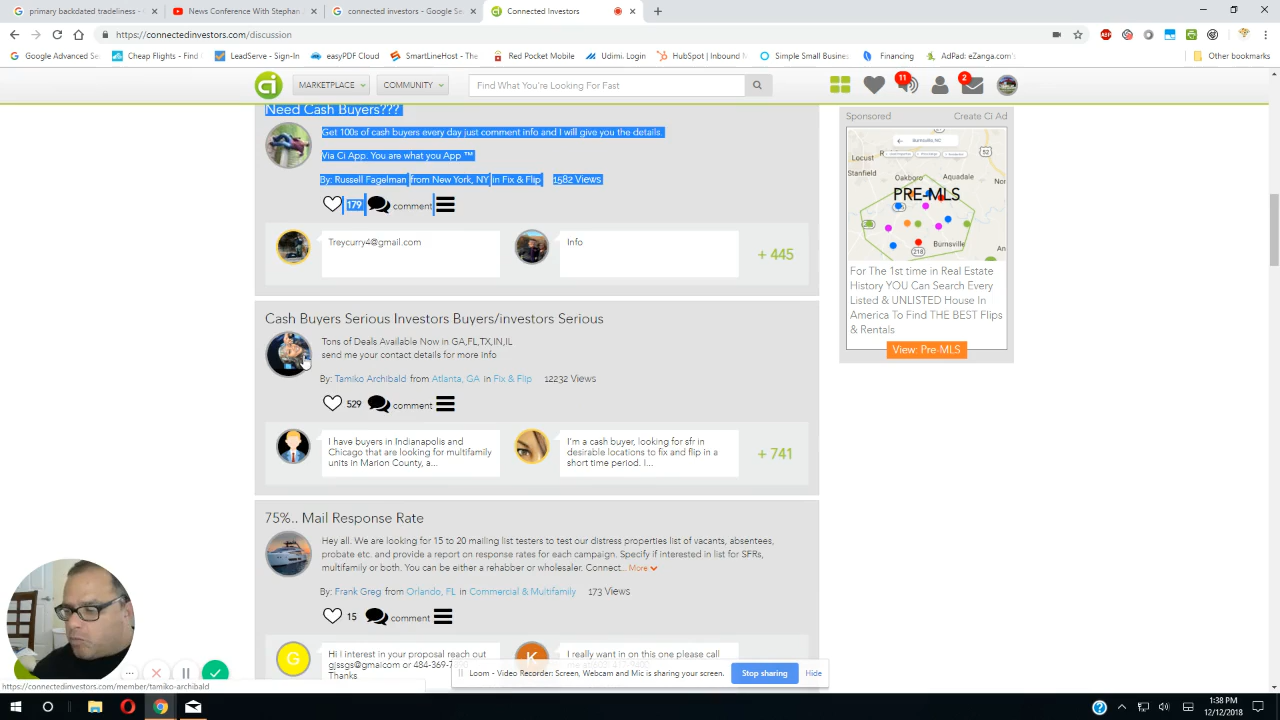 primary backdated tradeliness -
News Conference With Stephan
connected investors - Google Se
Connected Investors
https://connectedinvestors.com/discussion
Google Advanced Se
Cheap Flights - Find C
LeadServe - Sign-In
easyPDF Cloud
SmartLineHost - The
Red Pocket Mobile
Udimi. Login
HubSpot | Inbound M
Simple Small Busines
Financing
AdPad: eZanga.com's
Other bookmarks
ci
MARKETPLACE
COMMUNITY
Find What You're Looking For Fast
11
2
Need Cash Buyers???
Get 100s of cash buyers every day just comment info and I will give you the details.
Via Ci App. You are what you App ™
By: Russell Fagelman from New York, NY in Fix & Flip 1582 Views
179 comment
Treycurry4@gmail.com
Info
+ 445
Cash Buyers Serious Investors Buyers/investors Serious
Tons of Deals Available Now in GA,FL,TX,IN,IL
send me your contact details for more Info
By: Tamiko Archibald from Atlanta, GA in Fix & Flip 12232 Views
529 comment
I have buyers in Indianapolis and
Chicago that are looking for multifamily
units in Marion County, a...
I'm a cash buyer, looking for sfr in
desirable locations to fix and flip in a
short time period. I...
+ 741
75%.. Mail Response Rate
Hey all. We are looking for 15 to 20 mailing list testers to test our distress properties list of vacants, absentees,
probate etc. and provide a report on response rates for each campaign. Specify if interested in list for SFRs,
multifamily or both. You can be either a rehabber or wholesaler. Connect... More
By: Frank Greg from Orlando, FL in Commercial & Multifamily 173 Views
15 comment
G
Hi I interest in your proposal reach out
Thanks
K
I really want in on this one please call
Sponsored
Create Ci Ad
Burnsville, NC
Locust
Stanfield
Oakboro
Aquadale
52
PRE-MLS
Burnsville
218
For The 1st time in Real Estate
History YOU Can Search Every
Listed & UNLISTED House In
America To Find THE BEST Flips
& Rentals
View: Pre-MLS
Loom - Video Recorder: Screen, Webcam and Mic is sharing your screen.
Stop sharing
Hide
https://connectedinvestors.com/member/tamiko-archibald
1:38 PM
12/12/2018